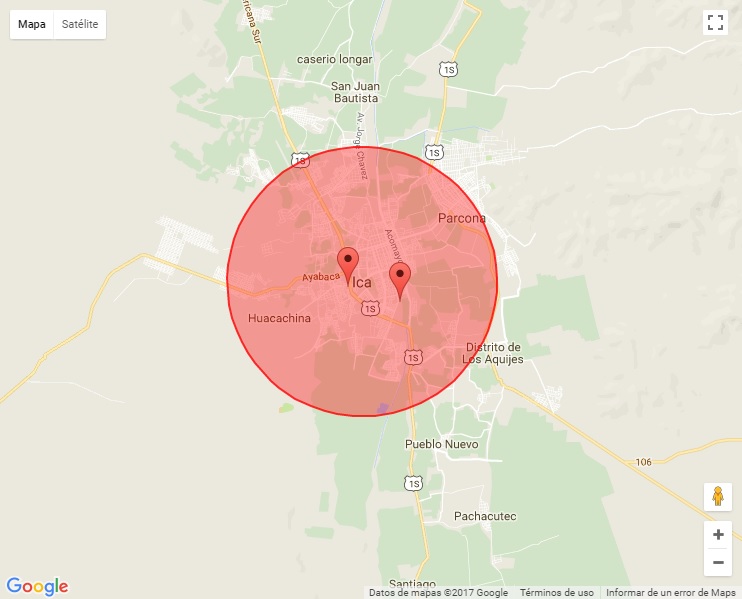 Mapa
Satélite
ericana Sur
caserio longar
1S
San Juan
Bautista
Av. Jorge Chavez
1S
1S
Parcona
Acomay
Ayabaca
Ica
1S
Huacachina
Distrito de
Los Aquijes
1S
Pueblo Nuevo
106
1S
Pachacutec
Santiago
Google
Datos de mapas ©2017 Google
Términos de uso
Informar de un error de Maps